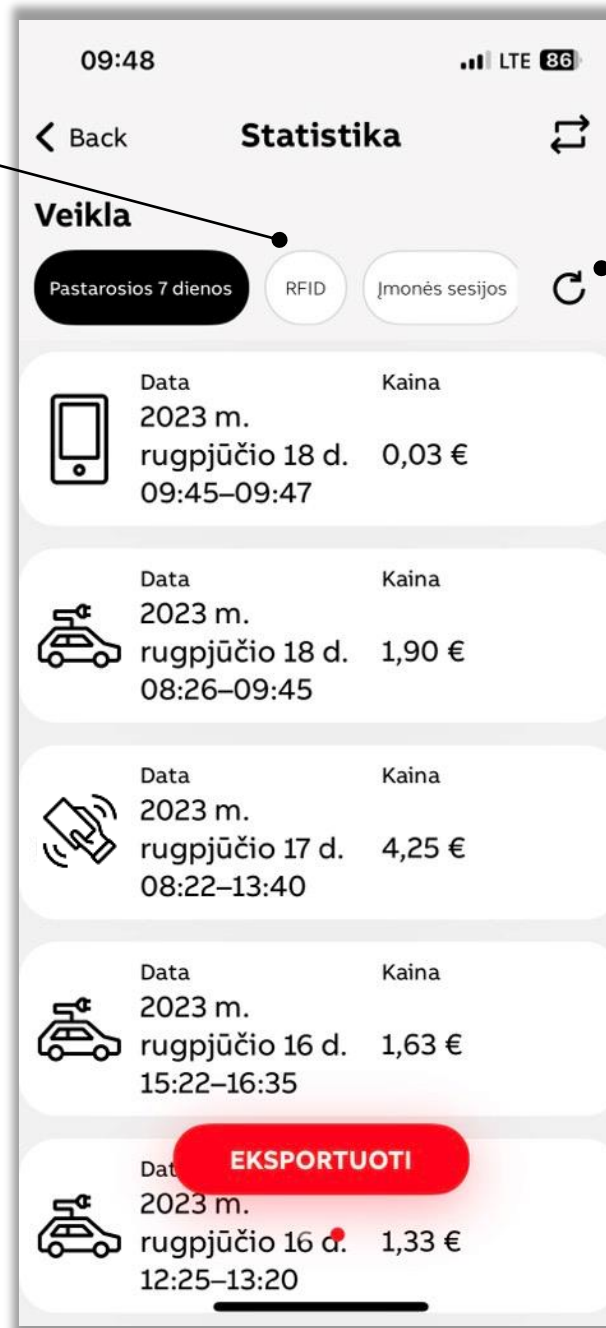 09:48 LTE 86
Back Statistika
Veikla
Pastarosios 7 dienos RFID Įmonės sesijos
Data Kaina
2023 m.
rugpjūčio 18 d. 0,03 €
09:45–09:47
Data Kaina
2023 m.
rugpjūčio 18 d. 1,90 €
08:26–09:45
Data Kaina
2023 m.
rugpjūčio 17 d. 4,25 €
08:22–13:40
Data Kaina
2023 m.
rugpjūčio 16 d. 1,63 €
15:22–16:35
EKSPORTUOTI
Dat Kaina
2023 m.
rugpjūčio 16 d. 1,33 €
12:25–13:20